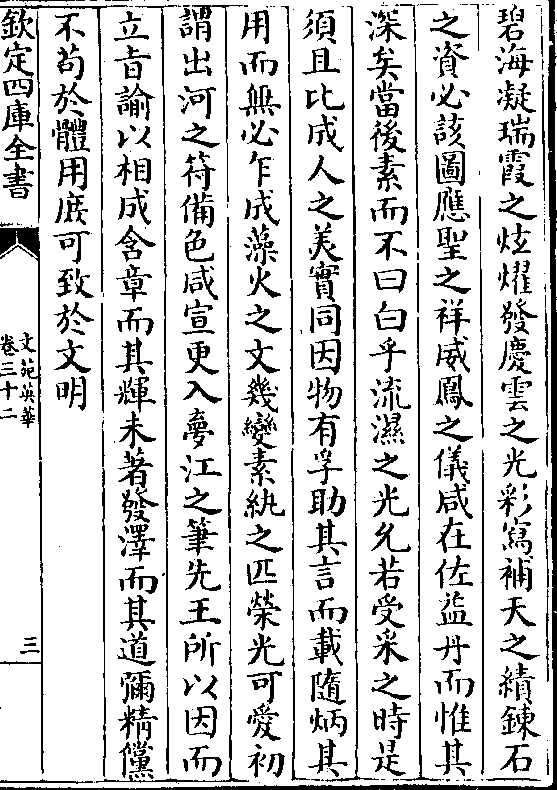 碧海凝瑞霞之炫燿發慶雲之光彩寫補天之績鍊石
之資必該圖應聖之祥威鳳之儀咸在佐益丹而惟其
深矣當後素而不曰白乎流濕之光允若受采之時是
須且比成人之美實同因物有孚助其言而載隨炳其
用而無必乍成藻火之文幾變素紈之匹榮光可愛初
謂出河之符備色咸宣更入夢江之筆先王所以因而
立㫖諭以相成含章而其輝未著發澤而其道彌精儻
不苟於體用庶可致於文明
欽定四庫全書
文苑英華
卷三十二
三